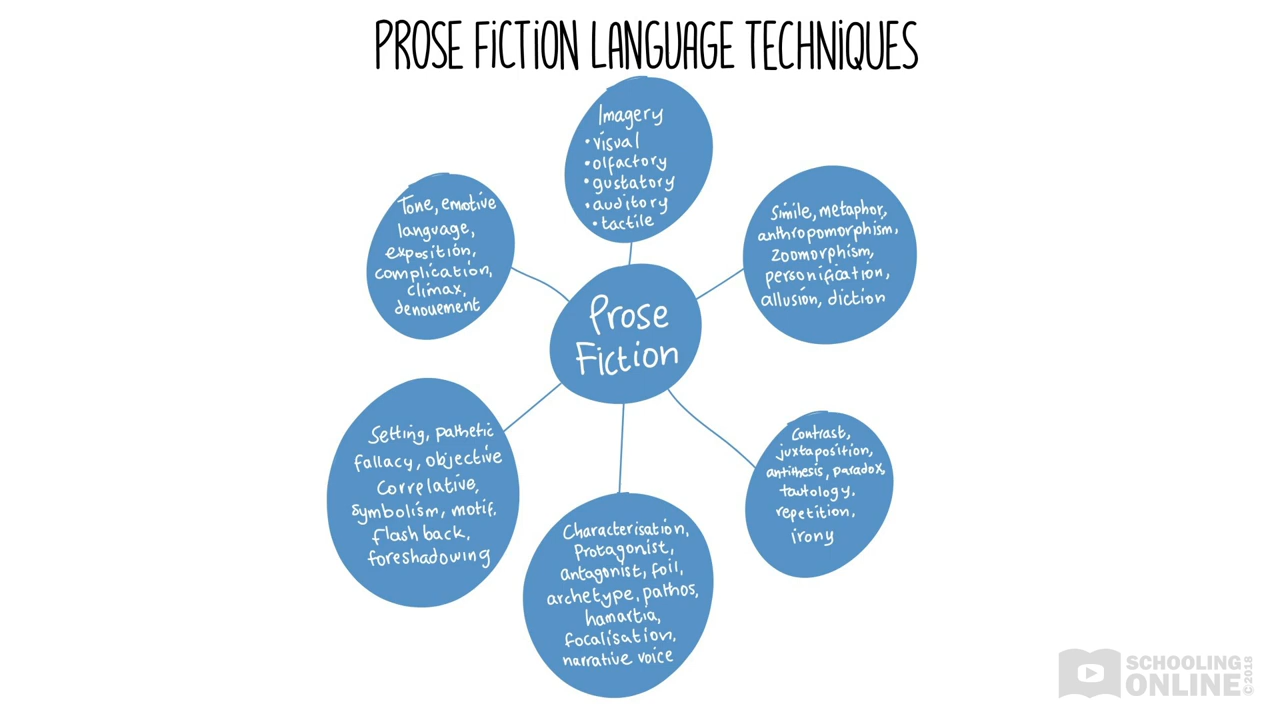 PROSE FiCTiON LANGUAGE TECHNiQUES
Imagery
•visual
•olfactory
•gustatory
•auditory
•tactile
Tone, emotive
language,
exposition,
complication,
climax,
denouement
Simile, metaphor,
anthropomorphism,
zoomorphism,
personification,
allusion, diction
Prose
Fiction
Setting, pathetic
fallacy, objective
Correlative,
symbolism, motif,
flash back,
foreshadowing
Characterisation,
Protagonist,
antagonist, foil,
archetype, pathos,
hamartia,
focalisation,
narrative voice
Contrast,
juxtaposition,
antithesis, paradox,
tautology,
repetition,
irony
SCHOOLING
ONLINE
©2018